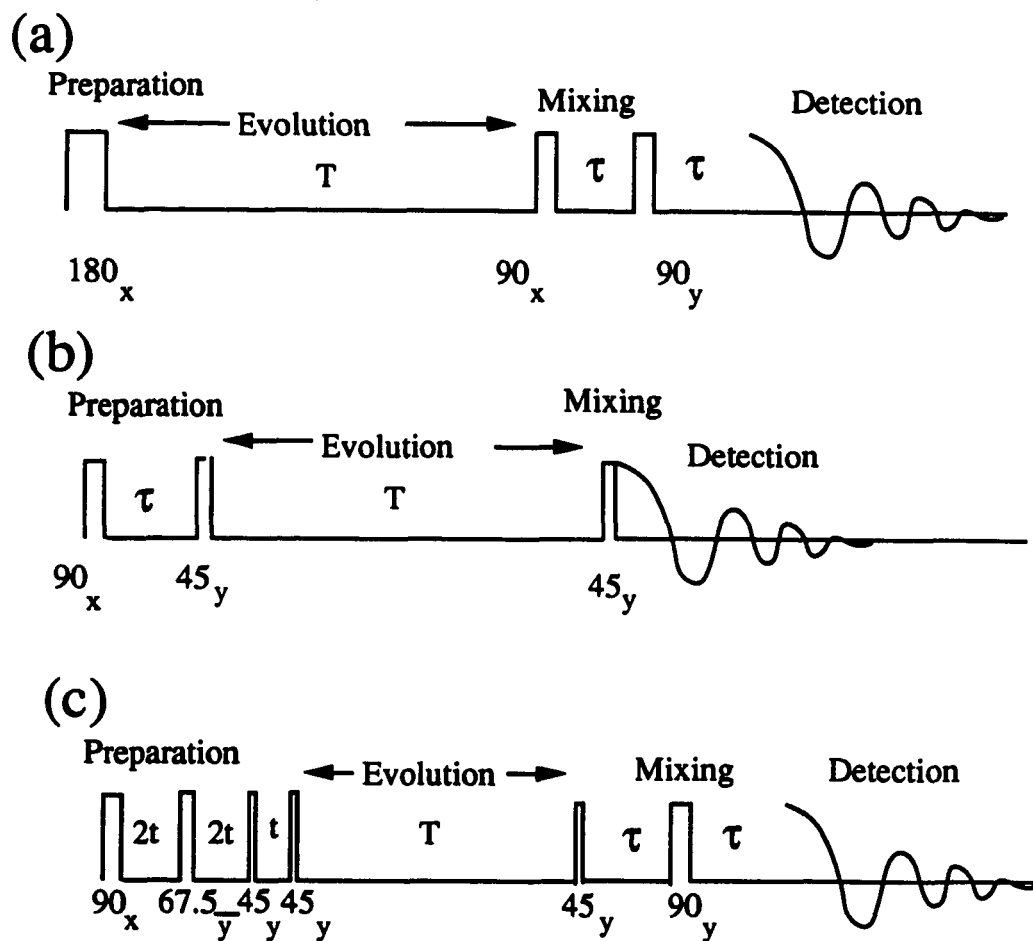 (a)
Preparation
Evolution
Mixing
Detection
T
τ
τ
180x
90x
90y
(b)
Preparation
Evolution
Mixing
Detection
τ
T
90x
45y
45y
(c)
Preparation
Evolution
Mixing
Detection
2t
2t
t
T
τ
τ
90x
67.5y̅
45y
45y
45y
90y